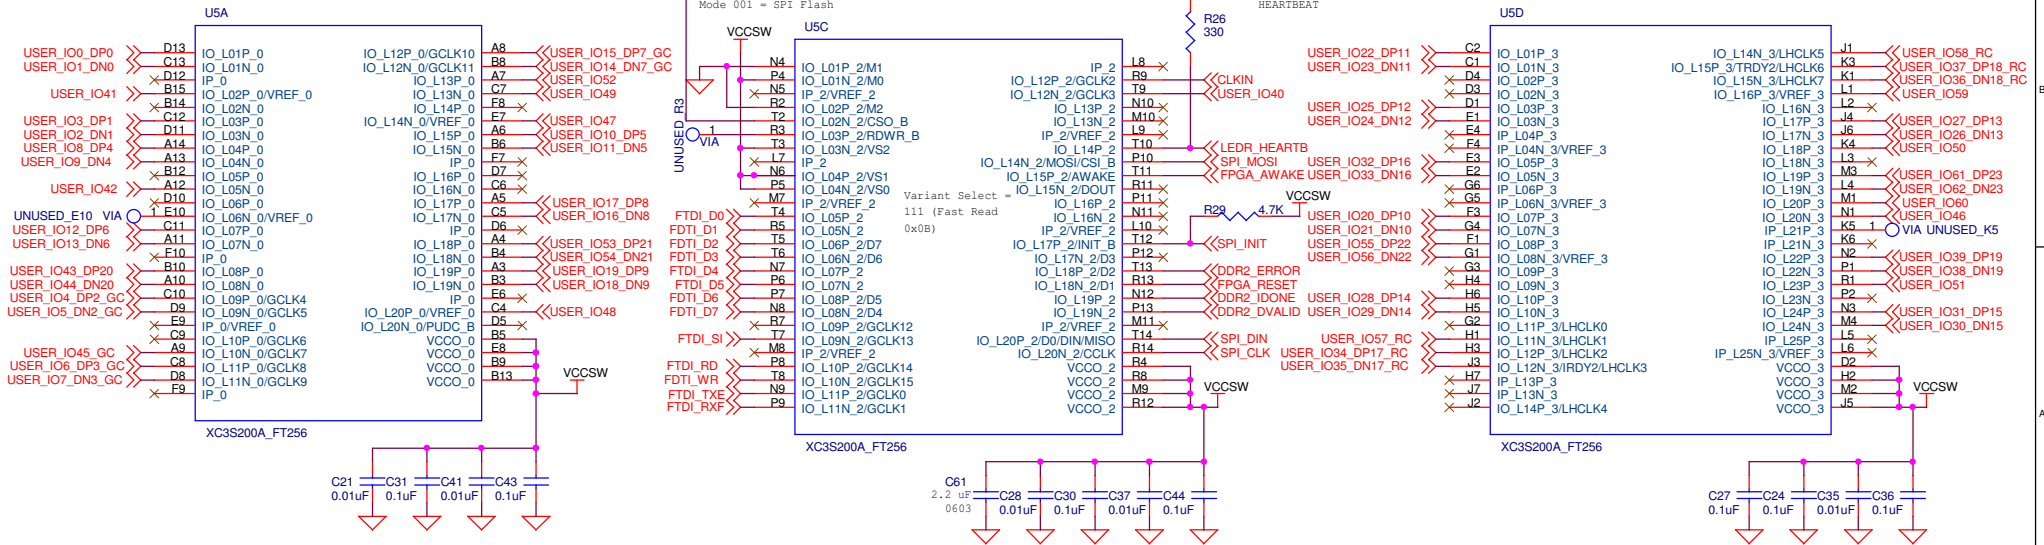 Mode 001 = SPI Flash
HEARTBEAT
U5A
USER_IO0_DP0 D13 IO_L01P_0
USER_IO1_DN0 C13 IO_L01N_0
D12 IP_0
USER_IO41 B15 IO_L02P_0/VREF_0
B14 IO_L02N_0
USER_IO3_DP1 C12 IO_L03P_0
USER_IO2_DN1 D11 IO_L03N_0
USER_IO8_DP4 A14 IO_L04P_0
USER_IO9_DN4 A13 IO_L04N_0
B12 IO_L05P_0
USER_IO42 A12 IO_L05N_0
D10 IO_L06P_0
UNUSED_E10 VIA 1 E10 IO_L06N_0/VREF_0
USER_IO12_DP6 C11 IO_L07P_0
USER_IO13_DN6 A11 IO_L07N_0
F10 IP_0
USER_IO43_DP20 B10 IO_L08P_0
USER_IO44_DN20 A10 IO_L08N_0
USER_IO4_DP2_GC C10 IO_L09P_0/GCLK4
USER_IO5_DN2_GC D9 IO_L09N_0/GCLK5
E9 IP_0/VREF_0
C9 IO_L10P_0/GCLK6
USER_IO45_GC A9 IO_L10N_0/GCLK7
USER_IO6_DP3_GC C8 IO_L11P_0/GCLK8
USER_IO7_DN3_GC D8 IO_L11N_0/GCLK9
F9 IP_0
IO_L12P_0/GCLK10 A8 USER_IO15_DP7_GC
IO_L12N_0/GCLK11 B8 USER_IO14_DN7_GC
IO_L13P_0 A7 USER_IO52
IO_L13N_0 C7 USER_IO49
IO_L14P_0 F8
IO_L14N_0/VREF_0 E7 USER_IO47
IO_L15P_0 A6 USER_IO10_DP5
IO_L15N_0 B6 USER_IO11_DN5
IP_0 F7
IO_L16P_0 D7
IO_L16N_0 C6
IO_L17P_0 A5 USER_IO17_DP8
IO_L17N_0 C5 USER_IO16_DN8
IP_0 D6
IO_L18P_0 A4 USER_IO53_DP21
IO_L18N_0 B4 USER_IO54_DN21
IO_L19P_0 A3 USER_IO19_DP9
IO_L19N_0 B3 USER_IO18_DN9
IP_0 E6
IO_L20P_0/VREF_0 C4 USER_IO48
IO_L20N_0/PUDC_B D5
VCCO_0 B5
VCCO_0 E8
VCCO_0 B9
VCCO_0 B13
VCCSW
XC3S200A_FT256
C21 0.01uF
C31 0.1uF
C41 0.01uF
C43 0.1uF
U5C
VCCSW
UNUSED_R3
1
VIA
N4 IO_L01P_2/M1
P4 IO_L01N_2/M0
N5 IP_2/VREF_2
R2 IO_L02P_2/M2
T2 IO_L02N_2/CSO_B
R3 IO_L03P_2/RDWR_B
T3 IO_L03N_2/VS2
L7 IP_2
N6 IO_L04P_2/VS1
P5 IO_L04N_2/VS0
M7 IP_2/VREF_2
FTDI_D0 T4 IO_L05P_2
FDTI_D1 R5 IO_L05N_2
FDTI_D2 T5 IO_L06P_2/D7
FDTI_D3 T6 IO_L06N_2/D6
FTDI_D4 N7 IO_L07P_2
FDTI_D5 P6 IO_L07N_2
FDTI_D6 P7 IO_L08P_2/D5
FDTI_D7 N8 IO_L08N_2/D4
R7 IO_L09P_2/GCLK12
FTDI_SI T7 IO_L09N_2/GCLK13
M8 IP_2/VREF_2
FTDI_RD P8 IO_L10P_2/GCLK14
FDTI_WR T8 IO_L10N_2/GCLK15
FTDI_TXE N9 IO_L11P_2/GCLK0
FTDI_RXF P9 IO_L11N_2/GCLK1
Variant Select =
111 (Fast Read
0x0B)
R26
330
IP_2 L8
IO_L12P_2/GCLK2 R9 CLKIN
IO_L12N_2/GCLK3 T9 USER_IO40
IO_L13P_2 N10
IO_L13N_2 M10
IP_2/VREF_2 L9
IO_L14P_2 T10 LEDR_HEARTB
IO_L14N_2/MOSI/CSI_B P10 SPI_MOSI
IO_L15P_2/AWAKE T11 FPGA_AWAKE
IO_L15N_2/DOUT R11
IO_L16P_2 P11
IO_L16N_2 N11
IP_2/VREF_2 L10
IO_L17P_2/INIT_B T12 SPI_INIT
IO_L17N_2/D3 P12
IO_L18P_2/D2 T13 DDR2_ERROR
IO_L18N_2/D1 R13 FPGA_RESET
IO_L19P_2 N12 DDR2_IDONE
IO_L19N_2 P13 DDR2_DVALID
IP_2/VREF_2 M11
IO_L20P_2/D0/DIN/MISO T14 SPI_DIN
IO_L20N_2/CCLK R14 SPI_CLK
VCCO_2 R4
VCCO_2 R8
VCCO_2 M9
VCCO_2 R12
R29 4.7K VCCSW
VCCSW
XC3S200A_FT256
C61
2.2 uF
0603
C28 0.01uF
C30 0.1uF
C37 0.01uF
C44 0.1uF
U5D
USER_IO22_DP11 C2 IO_L01P_3
USER_IO23_DN11 C1 IO_L01N_3
D4 IO_L02P_3
D3 IO_L02N_3
USER_IO25_DP12 D1 IO_L03P_3
USER_IO24_DN12 E1 IO_L03N_3
E4 IP_L04P_3
F4 IP_L04N_3/VREF_3
USER_IO32_DP16 E3 IO_L05P_3
USER_IO33_DN16 E2 IO_L05N_3
G6 IP_L06P_3
G5 IP_L06N_3/VREF_3
USER_IO20_DP10 F3 IO_L07P_3
USER_IO21_DN10 G4 IO_L07N_3
USER_IO55_DP22 F1 IO_L08P_3
USER_IO56_DN22 G1 IO_L08N_3/VREF_3
G3 IO_L09P_3
H4 IO_L09N_3
USER_IO28_DP14 H6 IO_L10P_3
USER_IO29_DN14 H5 IO_L10N_3
G2 IO_L11P_3/LHCLK0
USER_IO57_RC H1 IO_L11N_3/LHCLK1
USER_IO34_DP17_RC H3 IO_L12P_3/LHCLK2
USER_IO35_DN17_RC J3 IO_L12N_3/IRDY2/LHCLK3
H7 IP_L13P_3
J7 IP_L13N_3
J2 IO_L14P_3/LHCLK4
IO_L14N_3/LHCLK5 J1 USER_IO58_RC
IO_L15P_3/TRDY2/LHCLK6 K3 USER_IO37_DP18_RC
IO_L15N_3/LHCLK7 K1 USER_IO36_DN18_RC
IO_L16P_3/VREF_3 L1 USER_IO59
IO_L16N_3 L2
IO_L17P_3 J4 USER_IO27_DP13
IO_L17N_3 J6 USER_IO26_DN13
IO_L18P_3 K4 USER_IO50
IO_L18N_3 L3
IO_L19P_3 M3 USER_IO61_DP23
IO_L19N_3 L4 USER_IO62_DN23
IO_L20P_3 M1 USER_IO60
IO_L20N_3 N1 USER_IO46
IP_L21P_3 K5 1 VIA UNUSED_K5
IP_L21N_3 K6
IO_L22P_3 N2 USER_IO39_DP19
IO_L22N_3 P1 USER_IO38_DN19
IO_L23P_3 R1 USER_IO51
IO_L23N_3 P2
IO_L24P_3 N3 USER_IO31_DP15
IO_L24N_3 M4 USER_IO30_DN15
IP_L25P_3 L5
IP_L25N_3/VREF_3 L6
VCCO_3 D2
VCCO_3 H2
VCCO_3 M2
VCCO_3 J5
VCCSW
XC3S200A_FT256
C27 0.1uF
C24 0.1uF
C35 0.01uF
C36 0.1uF
B
A